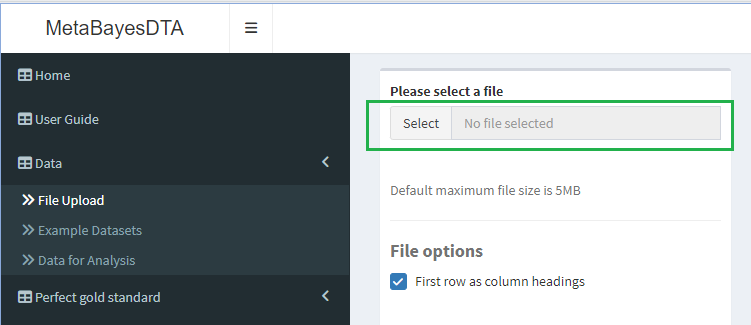 MetaBayesDTA
Home
User Guide
Data
File Upload
Example Datasets
Data for Analysis
Perfect gold standard
Please select a file
Select No file selected
Default maximum file size is 5MB
File options
First row as column headings